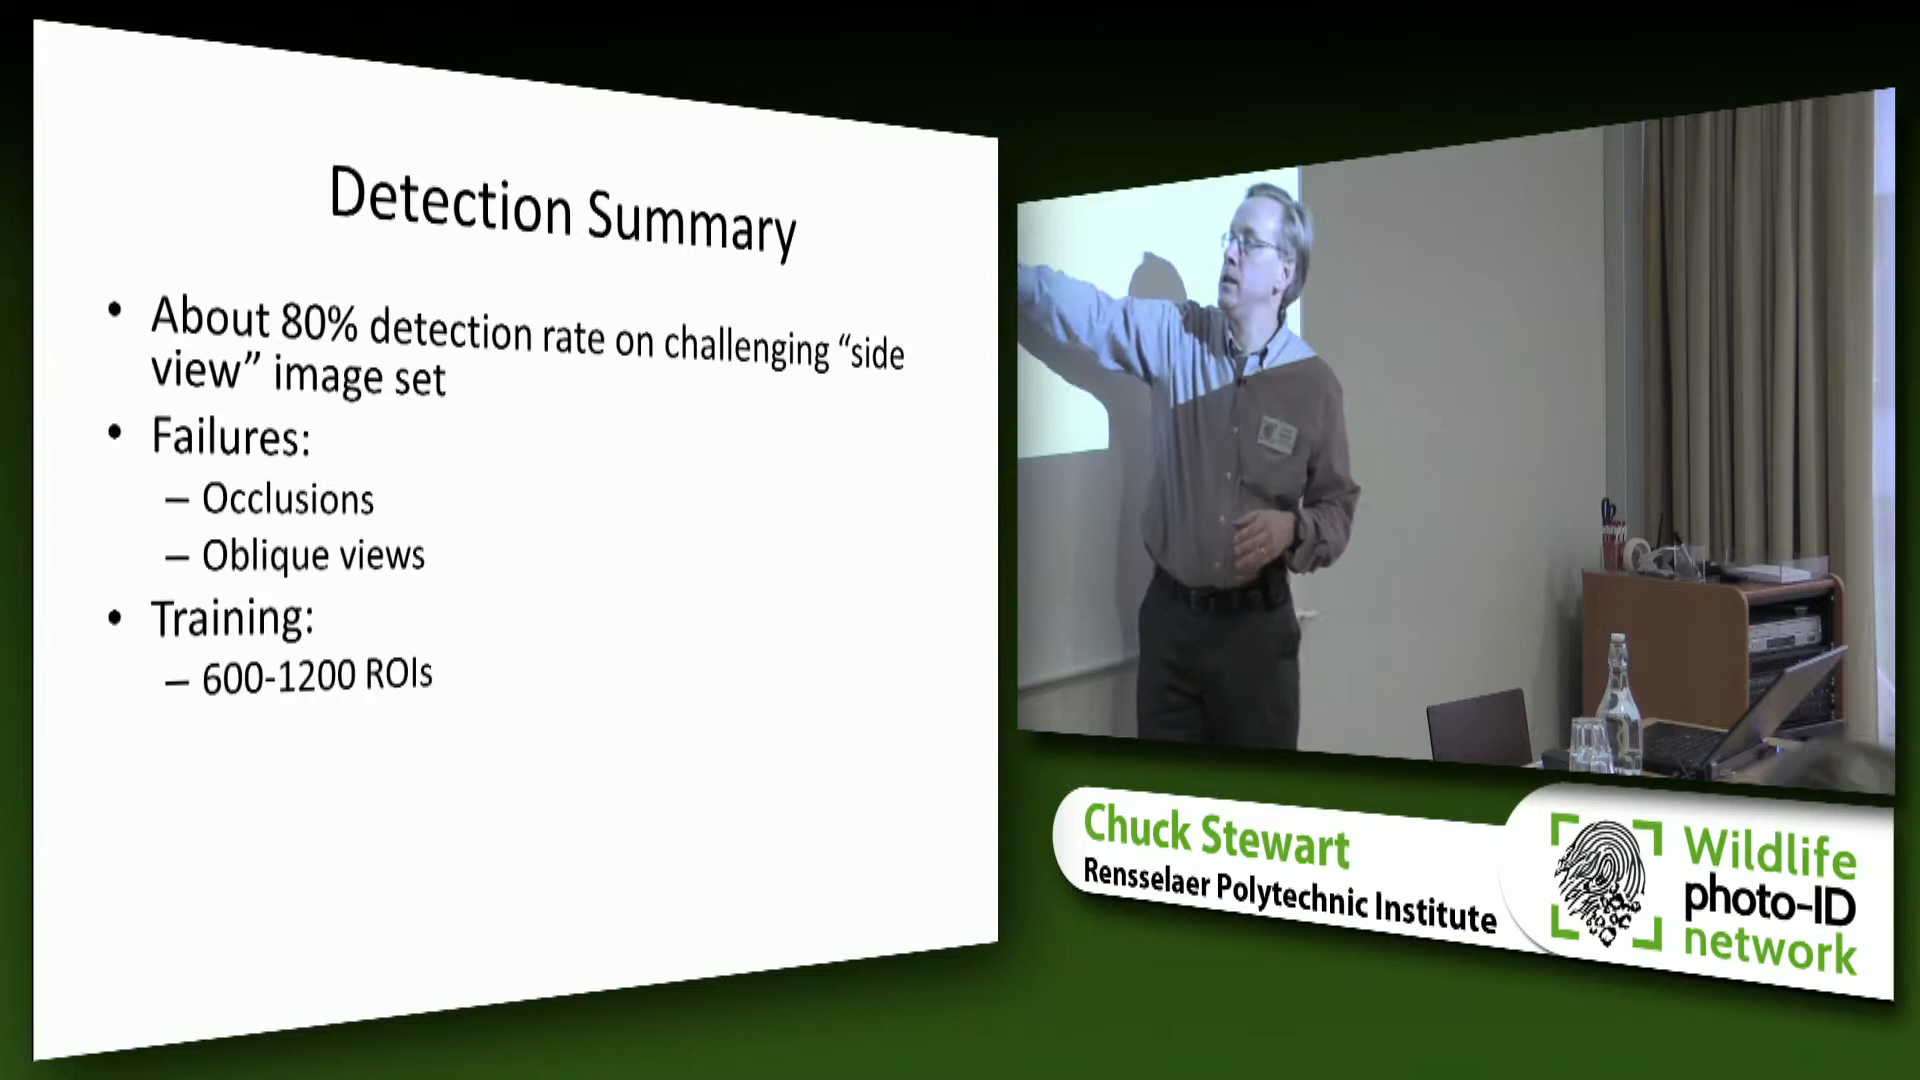 Detection Summary
• About 80% detection rate on challenging “side
view” image set
• Failures:
– Occlusions
– Oblique views
• Training:
– 600-1200 ROIs
Chuck Stewart
Rensselaer Polytechnic Institute
Wildlife
photo-ID
network